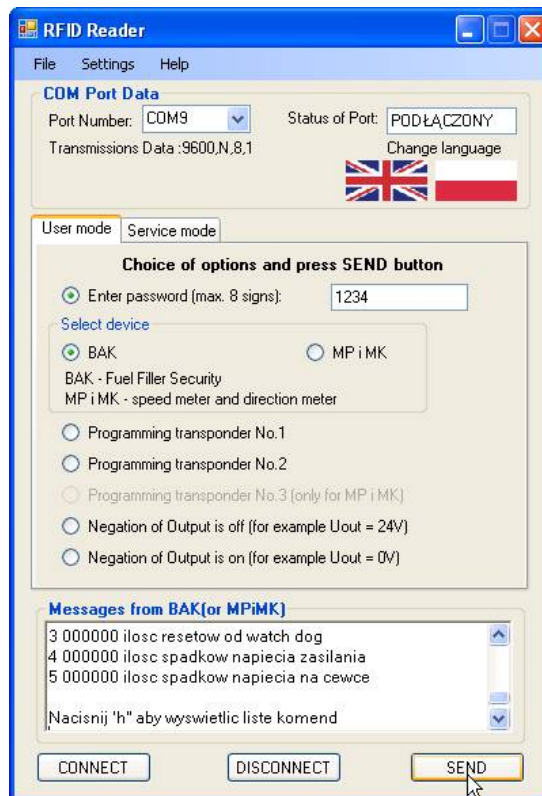 RFID Reader
File Settings Help
COM Port Data
Port Number: COM9 Status of Port: PODŁĄCZONY
Transmissions Data :9600,N,8,1 Change language
User mode Service mode
Choice of options and press SEND button
Enter password (max. 8 signs): 1234
Select device
BAK MP i MK
BAK - Fuel Filler Security
MP i MK - speed meter and direction meter
Programming transponder No.1
Programming transponder No.2
Programming transponder No.3 (only for MP i MK)
Negation of Output is off (for example Uout = 24V)
Negation of Output is on (for example Uout = 0V)
Messages from BAK(or MPiMK)
3 000000 ilosc resetow od watch dog
4 000000 ilosc spadkow napiecia zasilania
5 000000 ilosc spadkow napiecia na cewce
Nacisnij 'h" aby wyswietlic liste komend
CONNECT DISCONNECT SEND